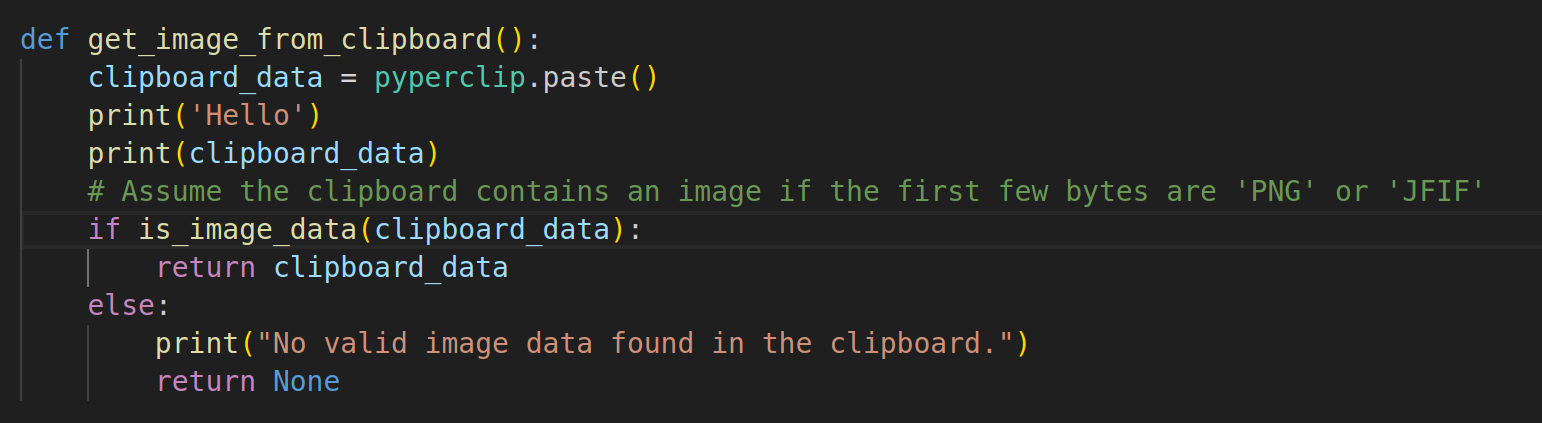 def get_image_from_clipboard():
    clipboard_data = pyperclip.paste()
    print('Hello')
    print(clipboard_data)
    # Assume the clipboard contains an image if the first few bytes are 'PNG' or 'JFIF'
    if is_image_data(clipboard_data):
        return clipboard_data
    else:
        print("No valid image data found in the clipboard.")
        return None